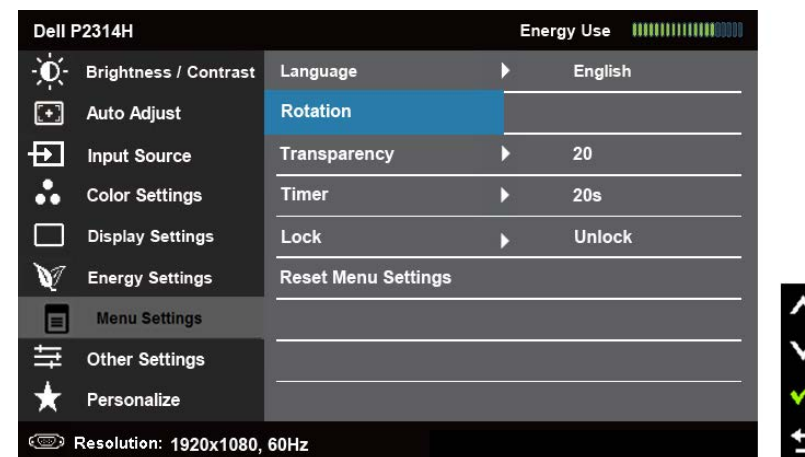 Dell P2314H Energy Use
Brightness / Contrast Language English
Auto Adjust Rotation
Input Source Transparency 20
Color Settings Timer 20s
Display Settings Lock Unlock
Energy Settings Reset Menu Settings
Menu Settings
Other Settings
Personalize
Resolution: 1920x1080, 60Hz